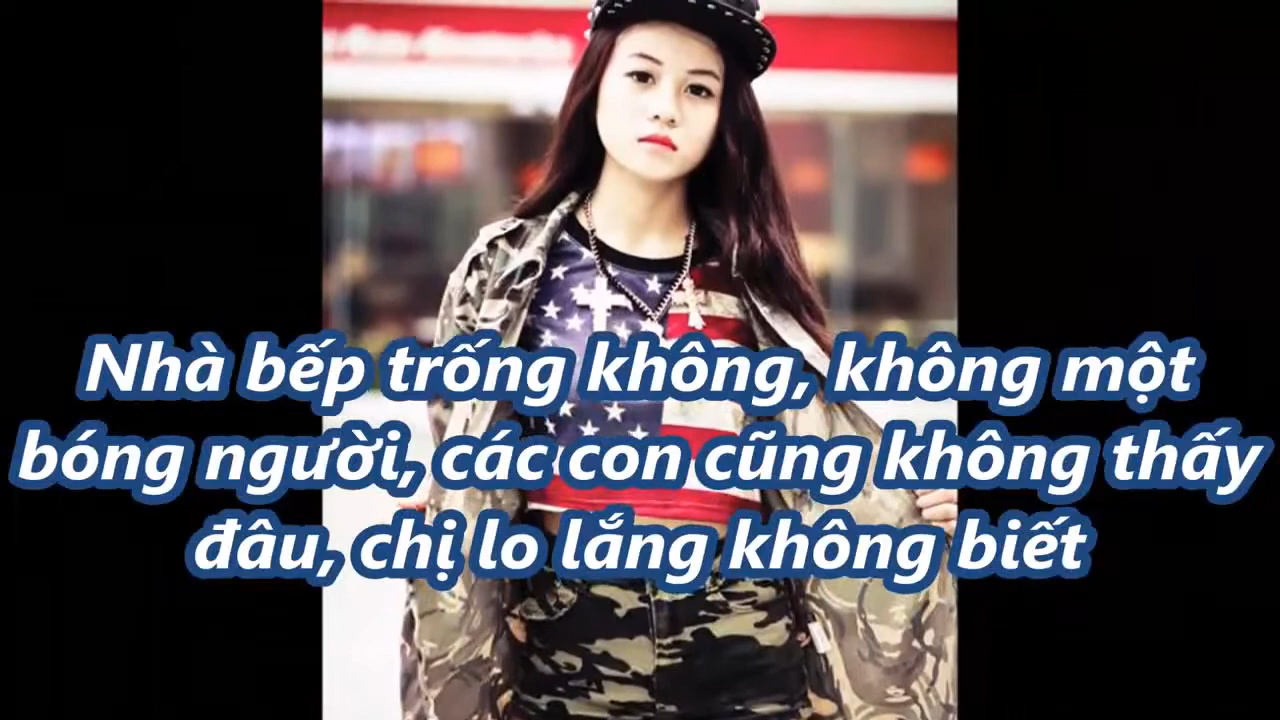 Nhà bếp trống không, không một
bóng người, các con cũng không thấy
đâu, chị lo lắng không biết